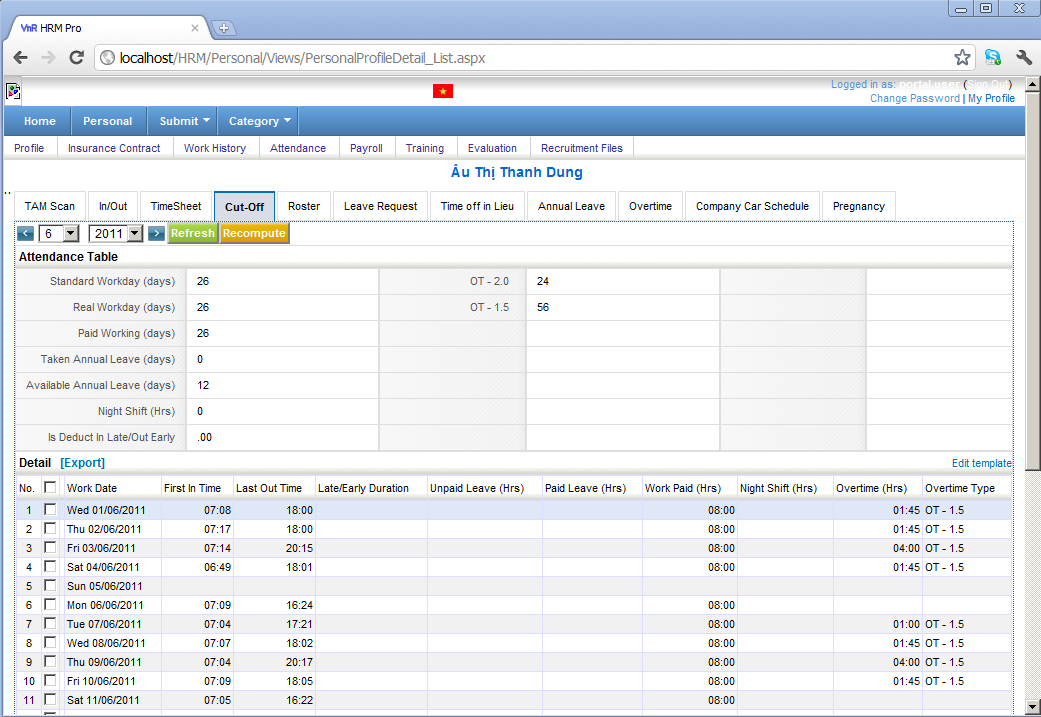 VnR HRM Pro
localhost/HRM/Personal/Views/PersonalProfileDetail_List.aspx
Logged in as: portal.user (Sign Out)
Change Password | My Profile
Home Personal Submit Category
Profile Insurance Contract Work History Attendance Payroll Training Evaluation Recruitment Files
Âu Thị Thanh Dung
TAM Scan In/Out TimeSheet Cut-Off Roster Leave Request Time off in Lieu Annual Leave Overtime Company Car Schedule Pregnancy
< 6 2011 > Refresh Recompute
Attendance Table
Standard Workday (days) 26 OT - 2.0 24
Real Workday (days) 26 OT - 1.5 56
Paid Working (days) 26
Taken Annual Leave (days) 0
Available Annual Leave (days) 12
Night Shift (Hrs) 0
Is Deduct In Late/Out Early .00
Detail [Export] Edit template
No. Work Date First In Time Last Out Time Late/Early Duration Unpaid Leave (Hrs) Paid Leave (Hrs) Work Paid (Hrs) Night Shift (Hrs) Overtime (Hrs) Overtime Type
1 Wed 01/06/2011 07:08 18:00 08:00 01:45 OT - 1.5
2 Thu 02/06/2011 07:17 18:00 08:00 01:45 OT - 1.5
3 Fri 03/06/2011 07:14 20:15 08:00 04:00 OT - 1.5
4 Sat 04/06/2011 06:49 18:01 08:00 01:45 OT - 1.5
5 Sun 05/06/2011
6 Mon 06/06/2011 07:09 16:24 08:00
7 Tue 07/06/2011 07:04 17:21 08:00 01:00 OT - 1.5
8 Wed 08/06/2011 07:07 18:02 08:00 01:45 OT - 1.5
9 Thu 09/06/2011 07:04 20:17 08:00 04:00 OT - 1.5
10 Fri 10/06/2011 07:09 18:05 08:00 01:45 OT - 1.5
11 Sat 11/06/2011 07:05 16:22 08:00